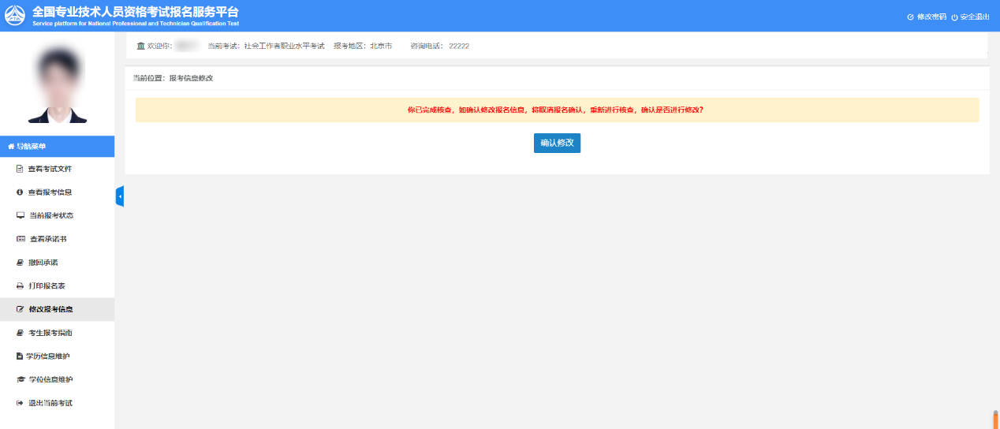 全国专业技术人员资格考试报名服务平台
Service platform for National Professional and Technician Qualification Test
修改密码 安全退出
欢迎你: 当前考试：社会工作者职业水平考试 报考地区：北京市 咨询电话： 22222
当前位置：报考信息修改
你已完成核查，如确认修改报名信息，将取消报名确认，重新进行核查，确认是否进行修改？
确认修改
导航菜单
查看考试文件
查看报考信息
当前报考状态
查看承诺书
撤回承诺
打印报名表
修改报考信息
考生报考指南
学历信息维护
学位信息维护
退出当前考试